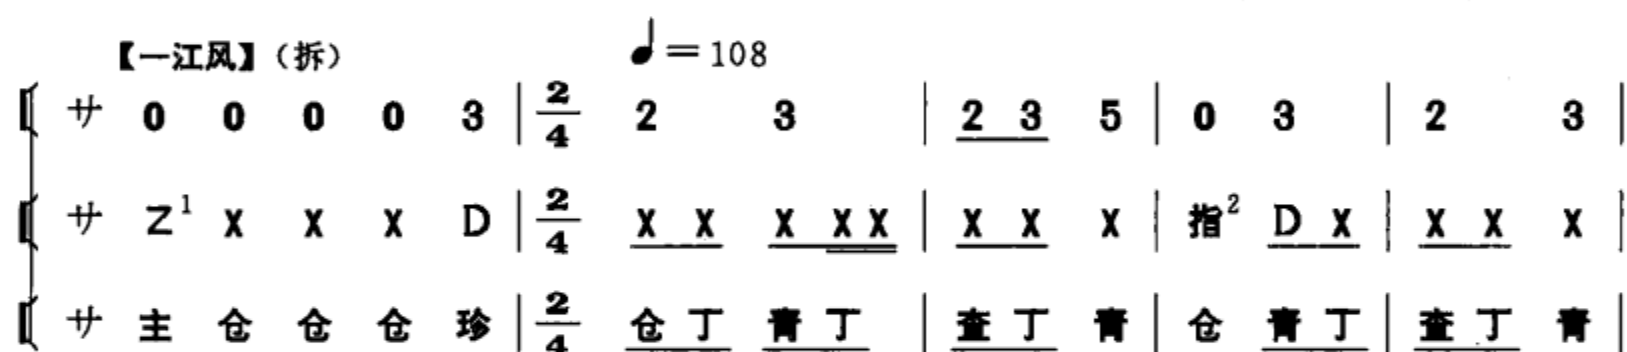 【一江风】（拆） ♩=108
サ 0 0 0 0 3 | 2/4 2 3 | 2 3 5 | 0 3 | 2 3 |
サ Z¹ X X X D | 2/4 X X X X X | X X X | 指² D X | X X X |
サ 主 仓 仓 仓 珍 | 2/4 仓 丁 青 丁 | 查 丁 青 | 仓 青 丁 | 查 丁 青 |